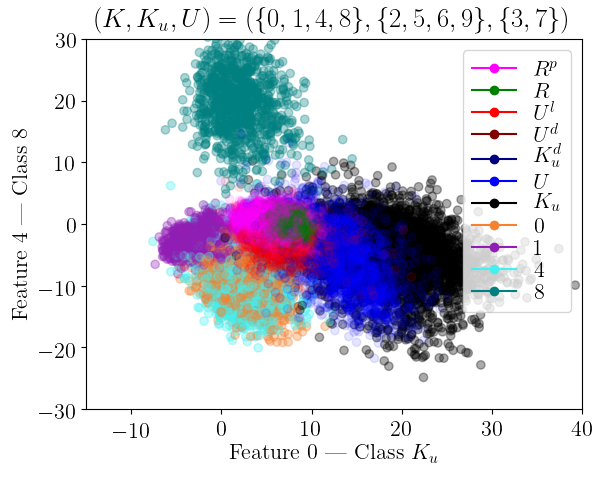 (K, K_u, U) = ({0, 1, 4, 8}, {2, 5, 6, 9}, {3, 7})
30
20
10
0
−10
−20
−30
Feature 4 — Class 8
−10 0 10 20 30 40
Feature 0 — Class K_u
R^p
R
U^l
U^d
K_u^d
U
K_u
0
1
4
8